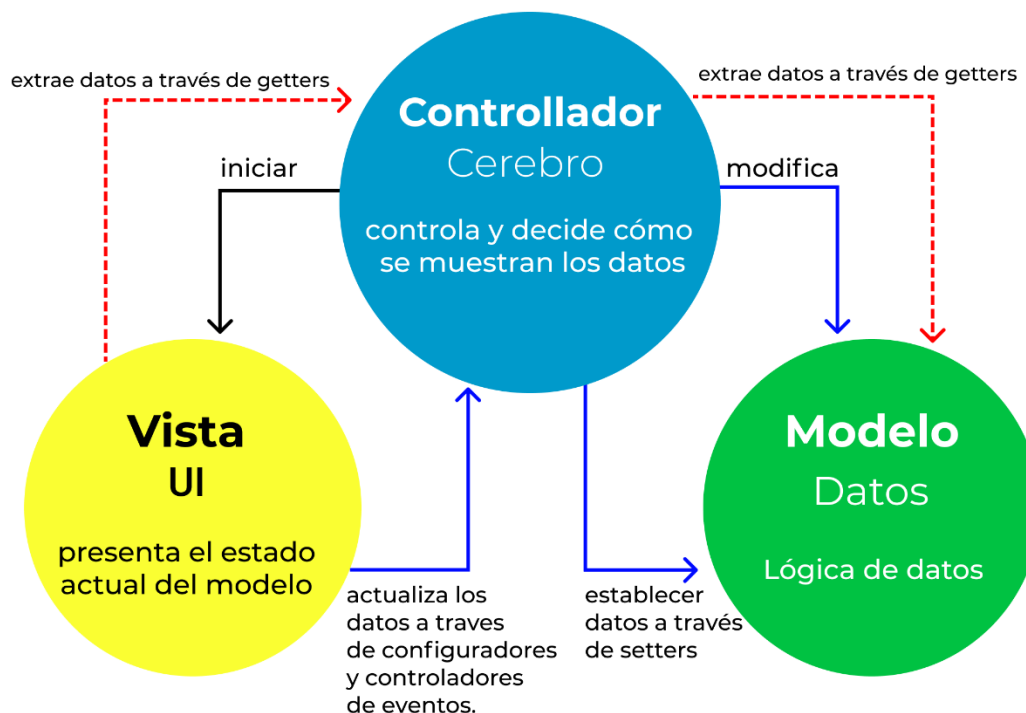 extrae datos a través de getters
extrae datos a través de getters
Controllador
Cerebro
controla y decide cómo
se muestran los datos
iniciar
modifica
Vista
UI
presenta el estado
actual del modelo
Modelo
Datos
Lógica de datos
actualiza los
datos a traves
de configuradores
y controladores
de eventos.
establecer
datos a través
de setters